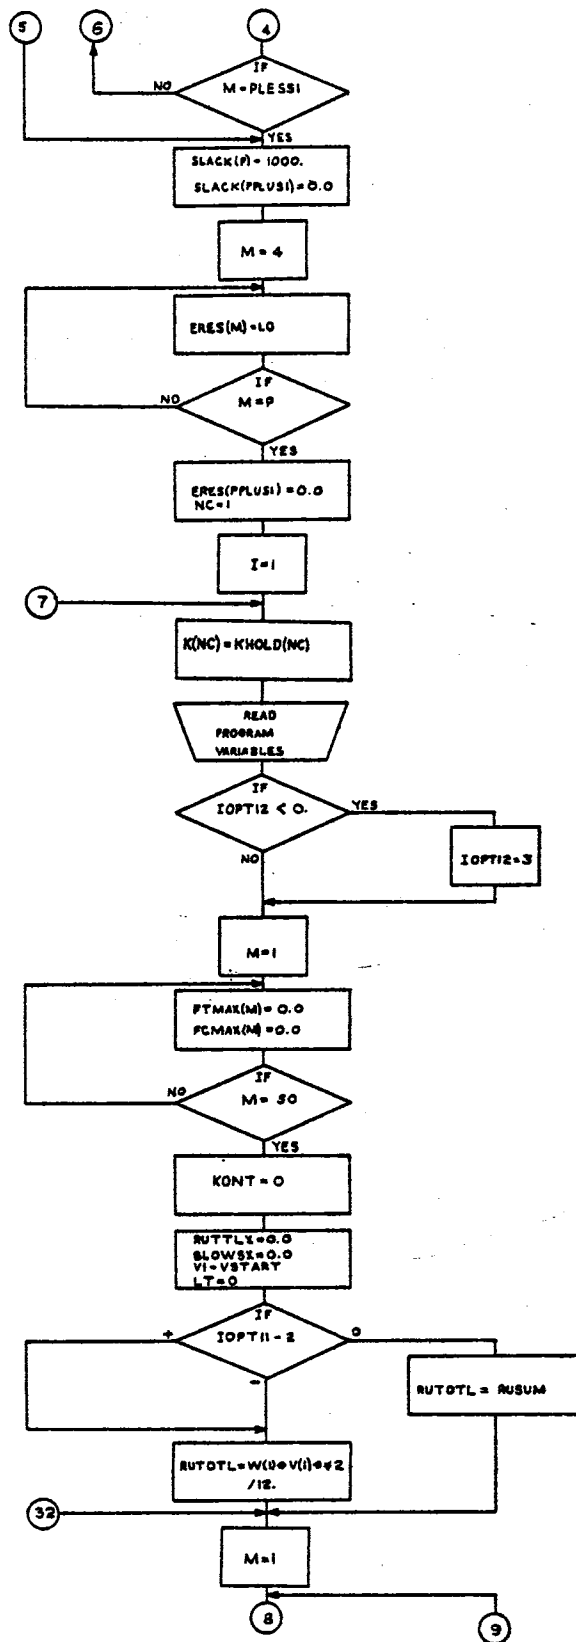 5
6
4
IF
M=PLESS1
NO
YES
SLACK(P)=1000.
SLACK(PPLUS1)=0.0
M=4
ERES(M)=LO
IF
M=P
NO
YES
ERES(PPLUS1)=0.0
NC=1
I=1
7
K(NC)=KHOLD(NC)
READ
PROGRAM
VARIABLES
IF
IOPT12 < 0.
YES
NO
IOPT12=3
M=1
FTMAX(M)=0.0
FCMAX(M)=0.0
IF
M= 50
NO
YES
KONT=0
RUTTLX=0.0
SLOWSX=0.0
V1=VSTART
LT=0
IF
IOPT11-2
+
0
-
RUTOTL = RUSUM
RUTOTL=W(1)*V(1)**2
/12.
32
M=1
8
9